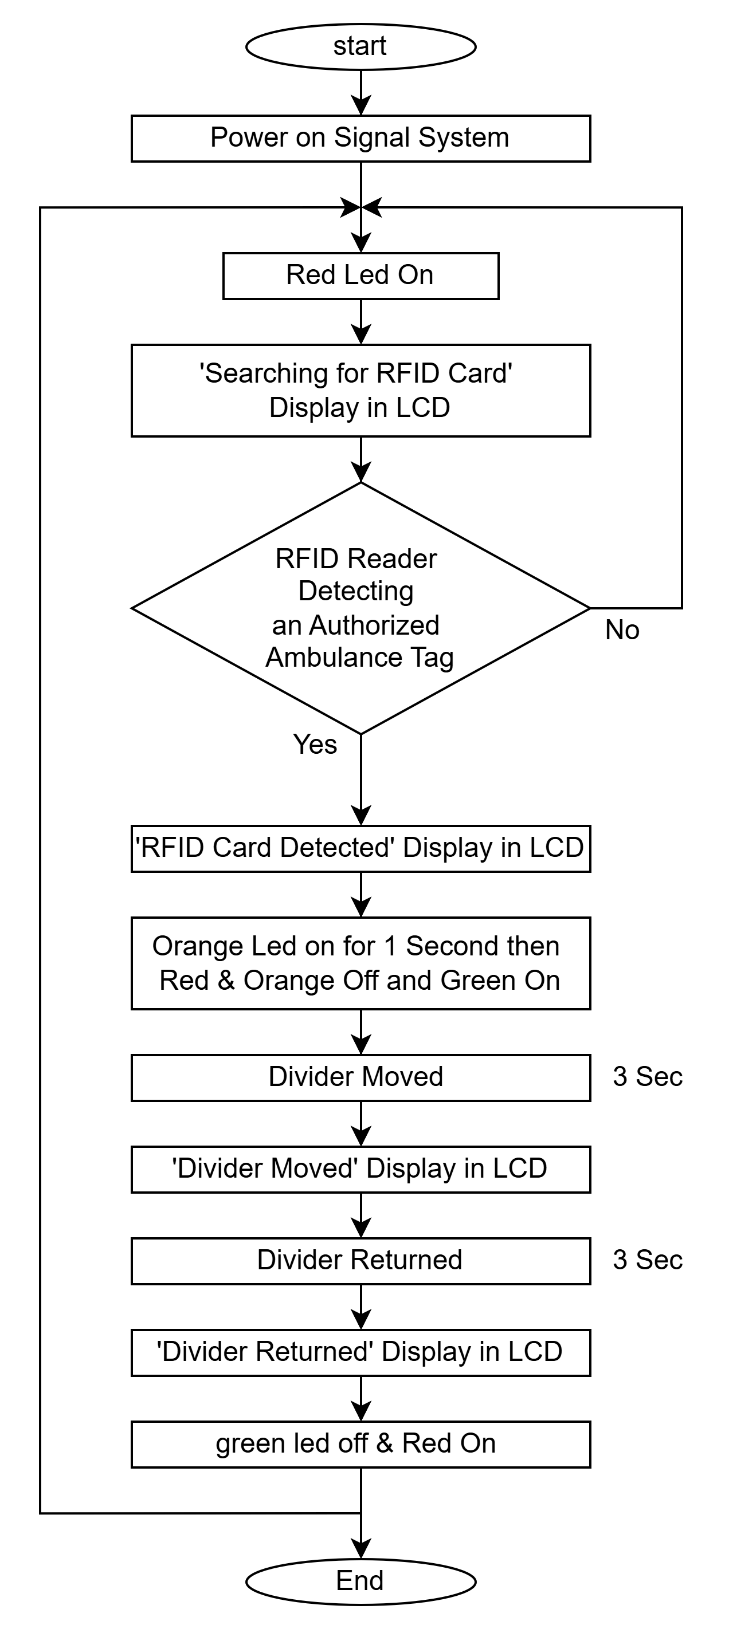 start
Power on Signal System
Red Led On
'Searching for RFID Card'
Display in LCD
RFID Reader
Detecting
an Authorized
Ambulance Tag
No
Yes
'RFID Card Detected' Display in LCD
Orange Led on for 1 Second then
Red & Orange Off and Green On
Divider Moved
3 Sec
'Divider Moved' Display in LCD
Divider Returned
3 Sec
'Divider Returned' Display in LCD
green led off & Red On
End